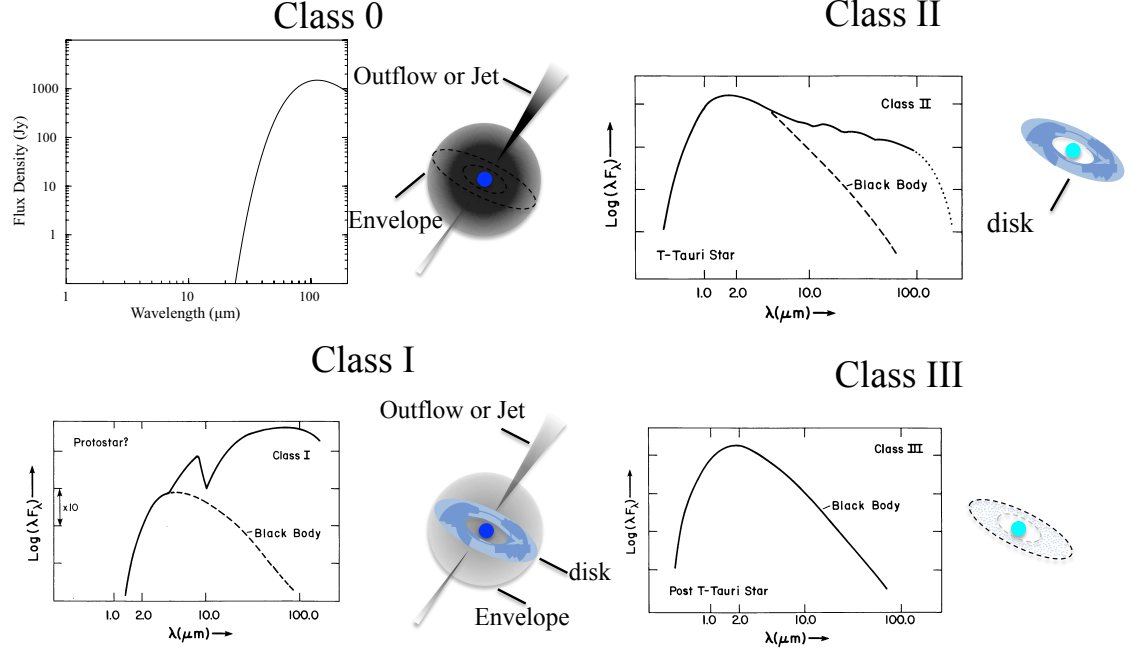 Class 0
Outflow or Jet
Envelope
1000
100
10
1
Flux Density (Jy)
1
10
100
Wavelength (μm)
Class II
Class II
Log (λFλ)
Black Body
T-Tauri Star
1.0
2.0
10.0
100.0
λ(μm)
disk
Class I
Protostar?
Class I
x10
Log (λFλ)
Black Body
1.0
2.0
10.0
100.0
λ(μm)
Outflow or Jet
disk
Envelope
Class III
Class III
Log (λFλ)
Black Body
Post T-Tauri Star
1.0
2.0
10.0
100.0
λ(μm)